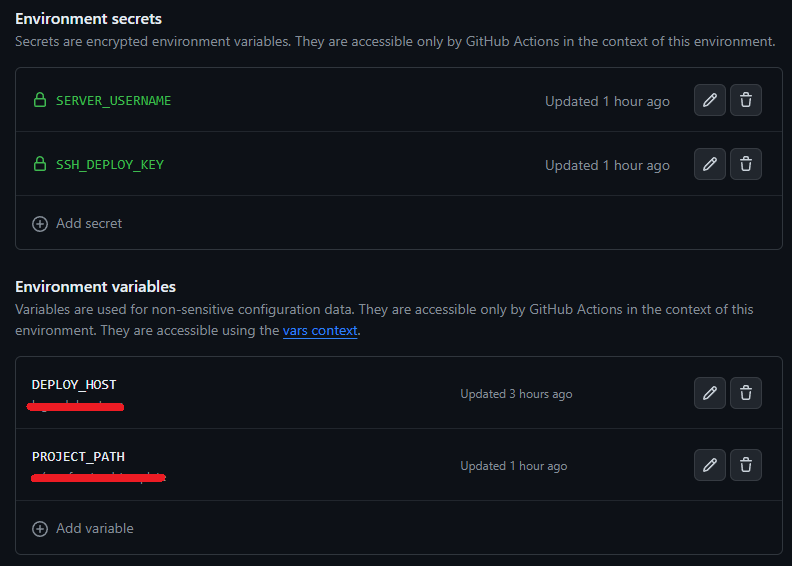 Environment secrets
Secrets are encrypted environment variables. They are accessible only by GitHub Actions in the context of this environment.
SERVER_USERNAME
Updated 1 hour ago
SSH_DEPLOY_KEY
Updated 1 hour ago
Add secret
Environment variables
Variables are used for non-sensitive configuration data. They are accessible only by GitHub Actions in the context of this
environment. They are accessible using the vars context.
DEPLOY_HOST
Updated 3 hours ago
PROJECT_PATH
Updated 1 hour ago
Add variable